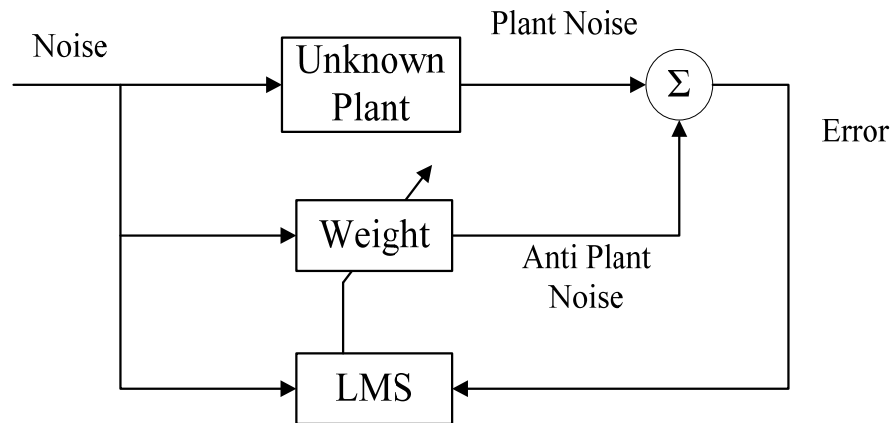 Plant Noise
Noise
Unknown
Plant
Σ
Error
Weight
Anti Plant
Noise
LMS